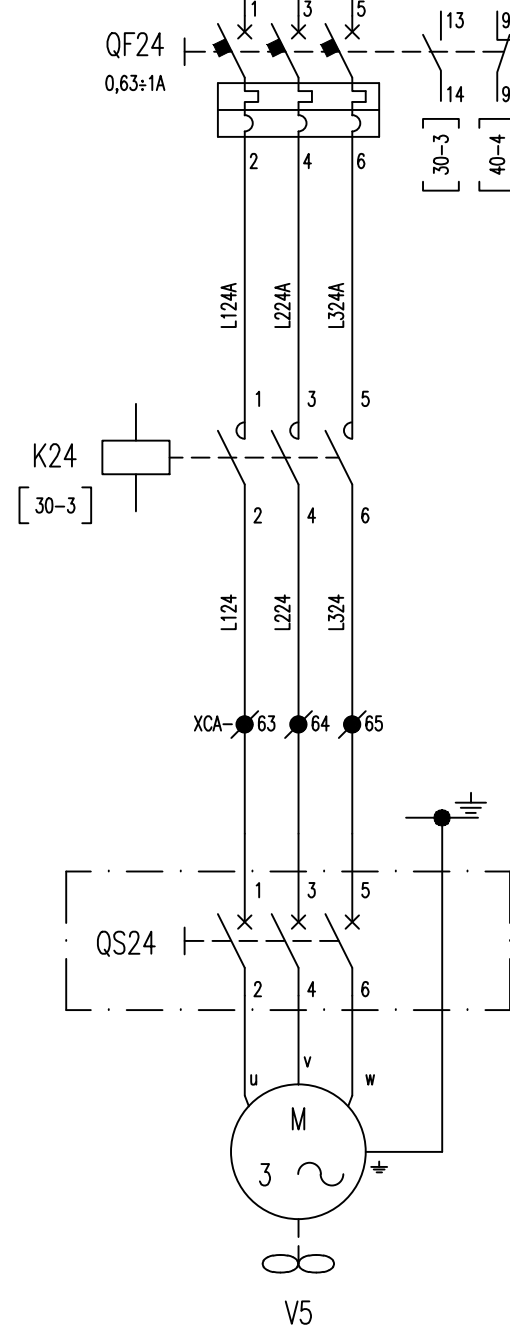 1 3 5 13 9
QF24
0,63÷1A
14 9
2 4 6
30-3 40-4
L124A L224A L324A
1 3 5
K24
30-3
2 4 6
L124 L224 L324
XCA- 63 64 65
1 3 5
QS24
2 4 6
u v w
M
3
V5